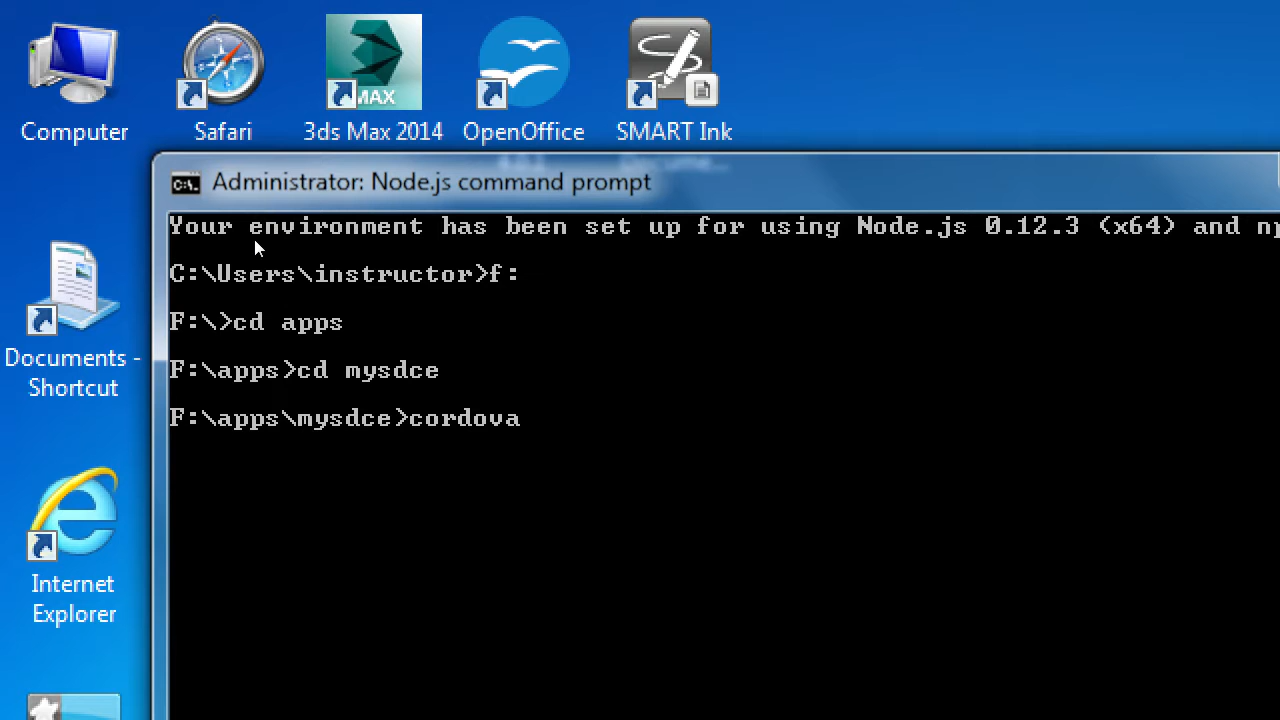 Computer
Safari
3ds Max 2014
OpenOffice
SMART Ink
MAX
Administrator: Node.js command prompt
C:\.
Your environment has been set up for using Node.js 0.12.3 (x64) and np
C:\Users\instructor>f:
F:\>cd apps
F:\apps>cd mysdce
F:\apps\mysdce>cordova
Documents -
Shortcut
Internet
Explorer